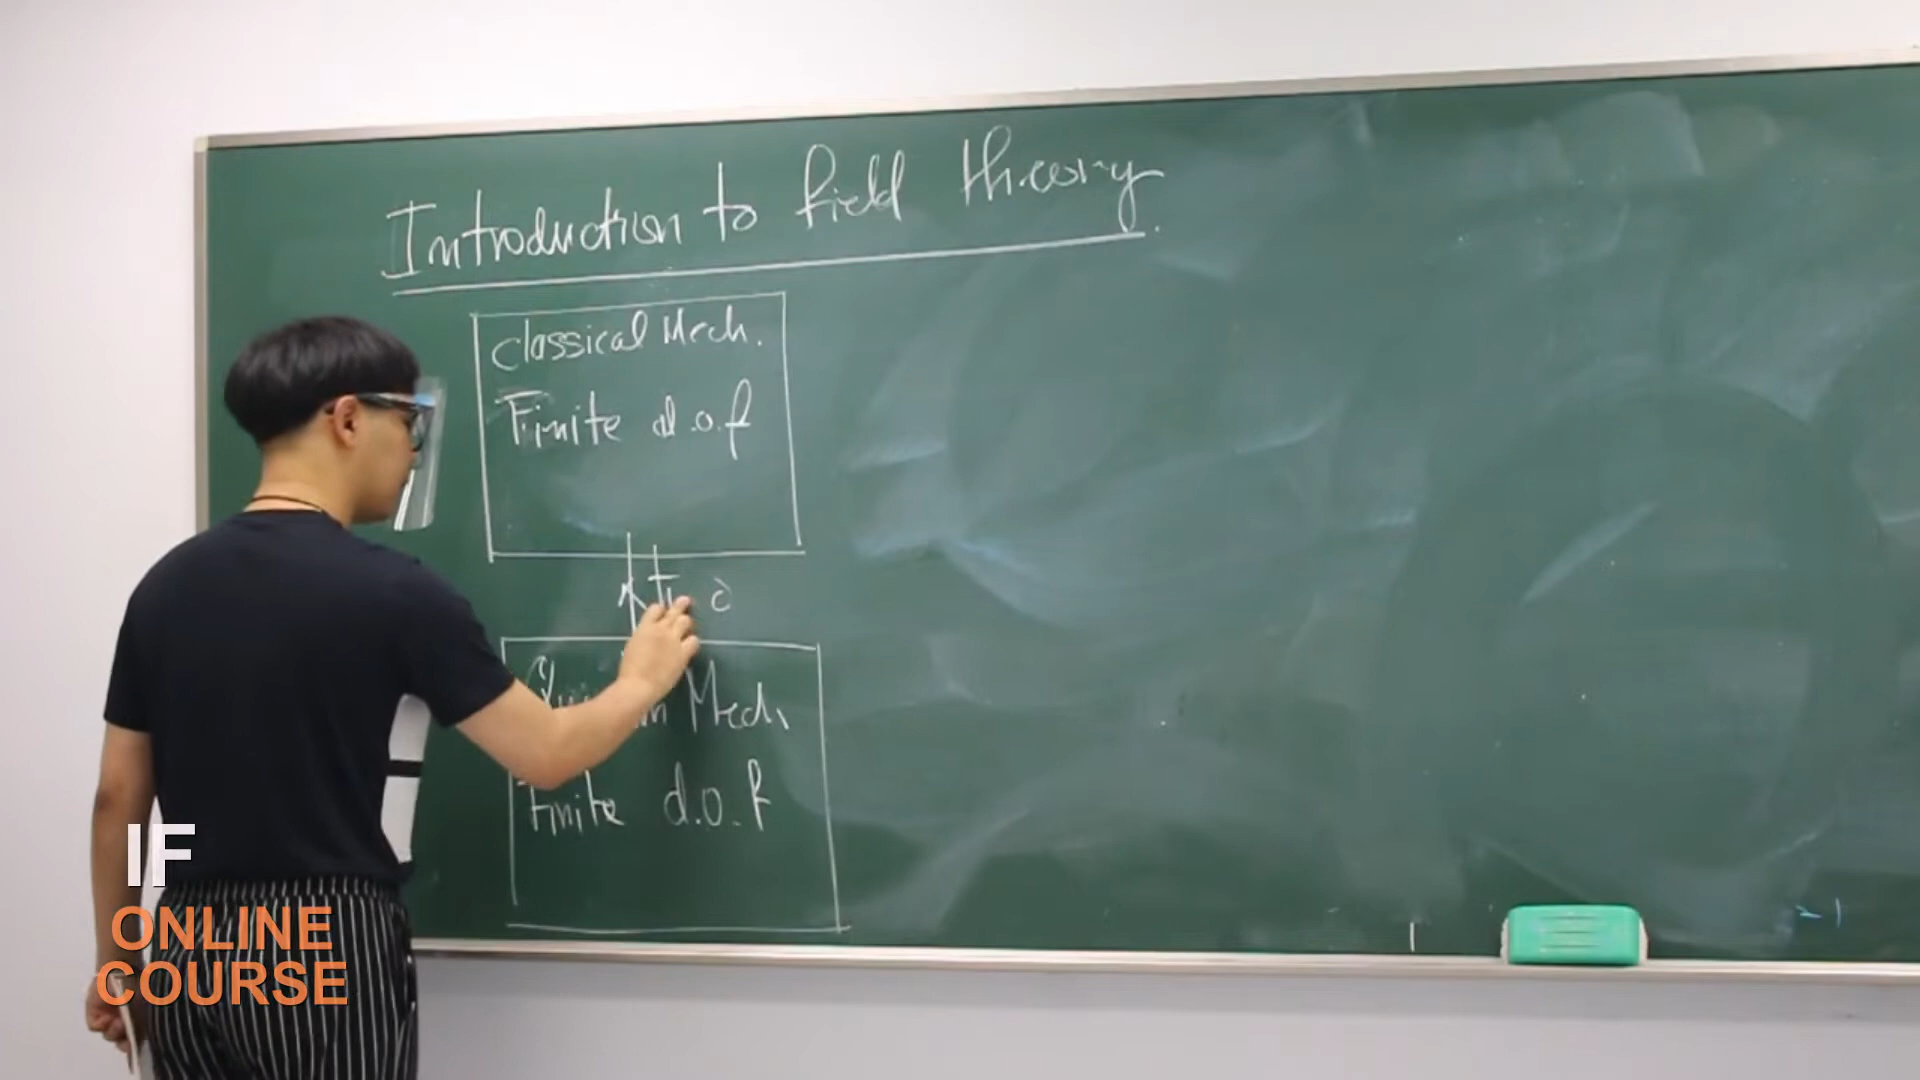 Introduction to field theory.
Classical Mech.
Finite d.o.f
Mech
Finite d.o.f
IF
ONLINE
COURSE